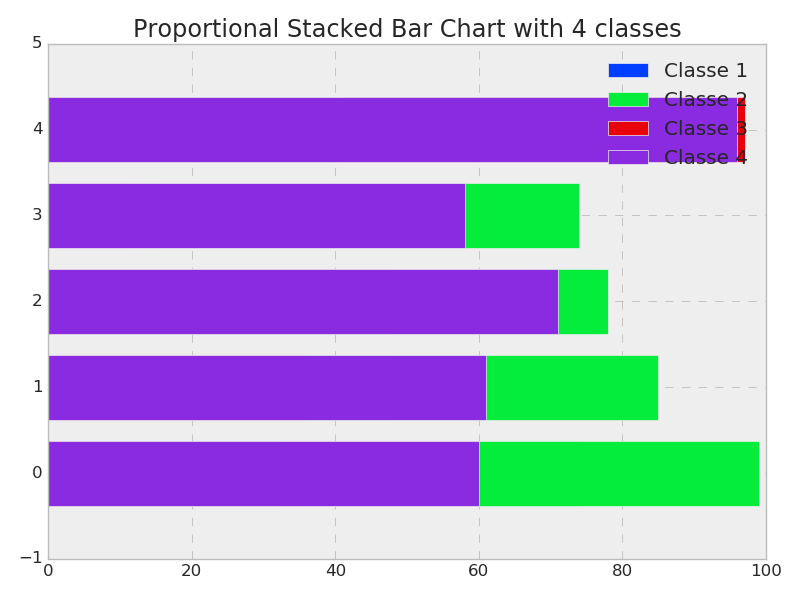 Proportional Stacked Bar Chart with 4 classes
5
4
3
2
1
0
−1
0 20 40 60 80 100
Classe 1
Classe 2
Classe 3
Classe 4